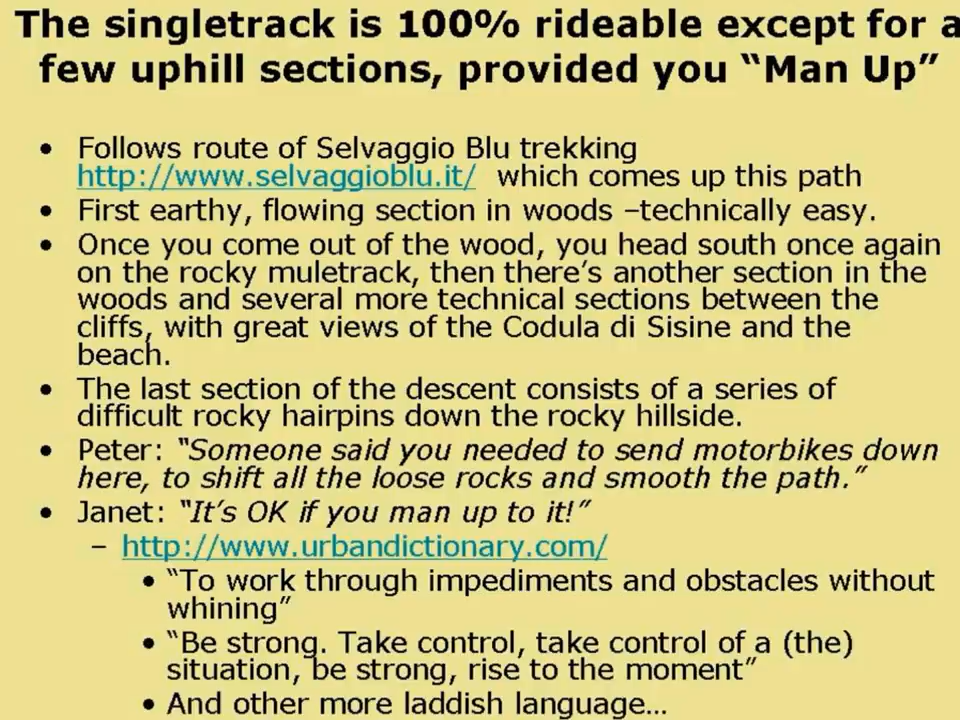 The singletrack is 100% rideable except for a
few uphill sections, provided you “Man Up”
• Follows route of Selvaggio Blu trekking
http://www.selvaggioblu.it/ which comes up this path
• First earthy, flowing section in woods –technically easy.
• Once you come out of the wood, you head south once again
on the rocky muletrack, then there’s another section in the
woods and several more technical sections between the
cliffs, with great views of the Codula di Sisine and the
beach.
• The last section of the descent consists of a series of
difficult rocky hairpins down the rocky hillside.
• Peter: “Someone said you needed to send motorbikes down
here, to shift all the loose rocks and smooth the path.”
• Janet: “It’s OK if you man up to it!”
– http://www.urbandictionary.com/
• “To work through impediments and obstacles without
whining”
• “Be strong. Take control, take control of a (the)
situation, be strong, rise to the moment”
• And other more laddish language…